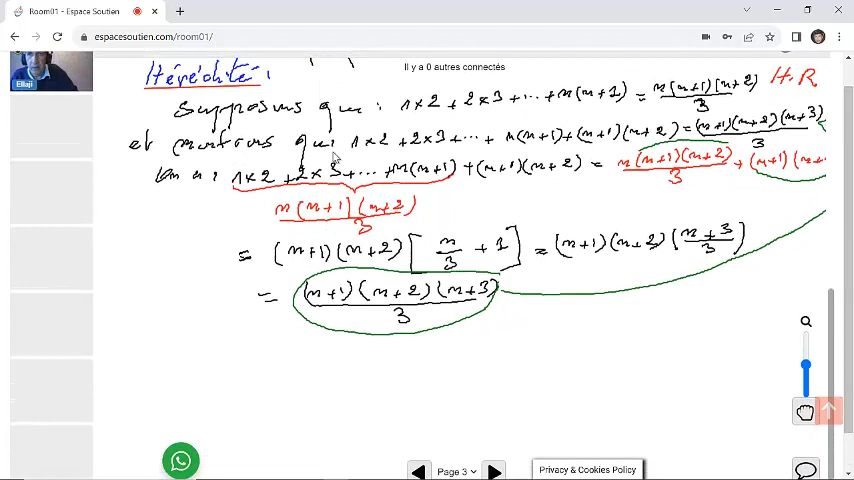 Room01 - Espace Soutien
espacesoutien.com/room01/
Ellaji
Il y a 0 autres connectés
Hérédité :
H.R
Supposons que : 1×2 + 2×3 + ... + n(n+1) = n(n+1)(n+2)/3
et montrons que 1×2 + 2×3 + ... + n(n+1) + (n+1)(n+2) = (n+1)(n+2)(n+3)/3
On a : 1×2 + 2×3 + ... + n(n+1) + (n+1)(n+2) = n(n+1)(n+2)/3 + (n+1)(n+
n(n+1)(n+2)/3
= (n+1)(n+2)[n/3 + 1] = (n+1)(n+2)(n+3/3)
= (n+1)(n+2)(n+3)/3
Page 3
Privacy & Cookies Policy